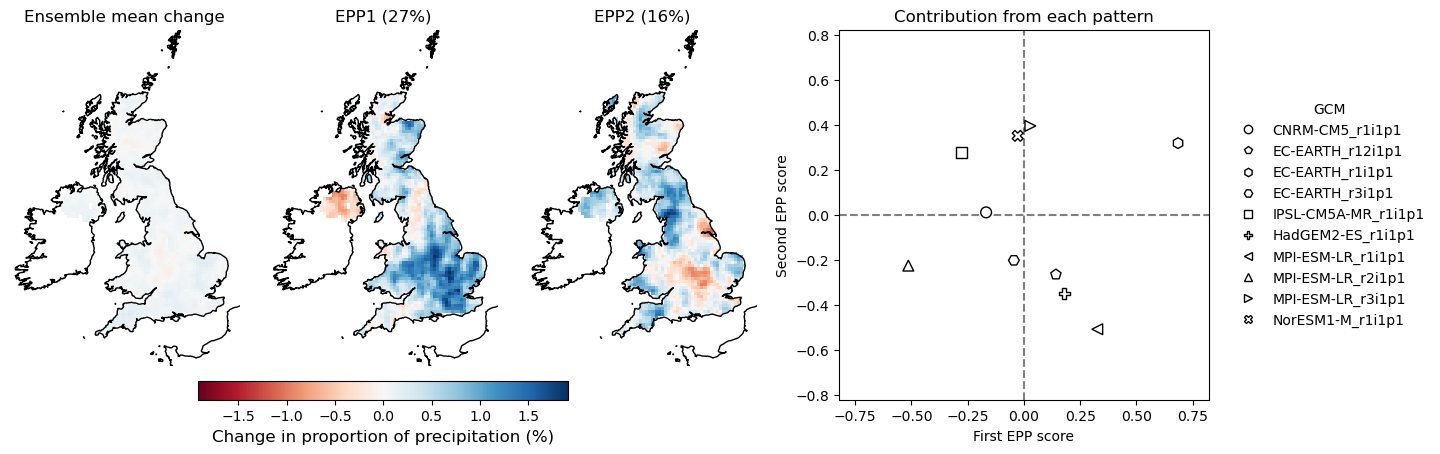 Ensemble mean change
EPP1 (27%)
EPP2 (16%)
−1.5 −1.0 −0.5 0.0 0.5 1.0 1.5
Change in proportion of precipitation (%)
Contribution from each pattern
0.8
0.6
0.4
0.2
0.0
−0.2
−0.4
−0.6
−0.8
Second EPP score
−0.75 −0.50 −0.25 0.00 0.25 0.50 0.75
First EPP score
GCM
CNRM-CM5_r1i1p1
EC-EARTH_r12i1p1
EC-EARTH_r1i1p1
EC-EARTH_r3i1p1
IPSL-CM5A-MR_r1i1p1
HadGEM2-ES_r1i1p1
MPI-ESM-LR_r1i1p1
MPI-ESM-LR_r2i1p1
MPI-ESM-LR_r3i1p1
NorESM1-M_r1i1p1